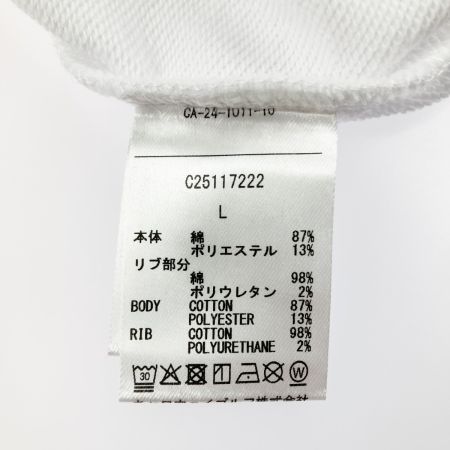 CA-24-1011-10
C25117222
L
本体 綿 87%
ポリエステル 13%
リブ部分
綿 98%
ポリウレタン 2%
BODY COTTON 87%
POLYESTER 13%
RIB COTTON 98%
POLYURETHANE 2%
30 W